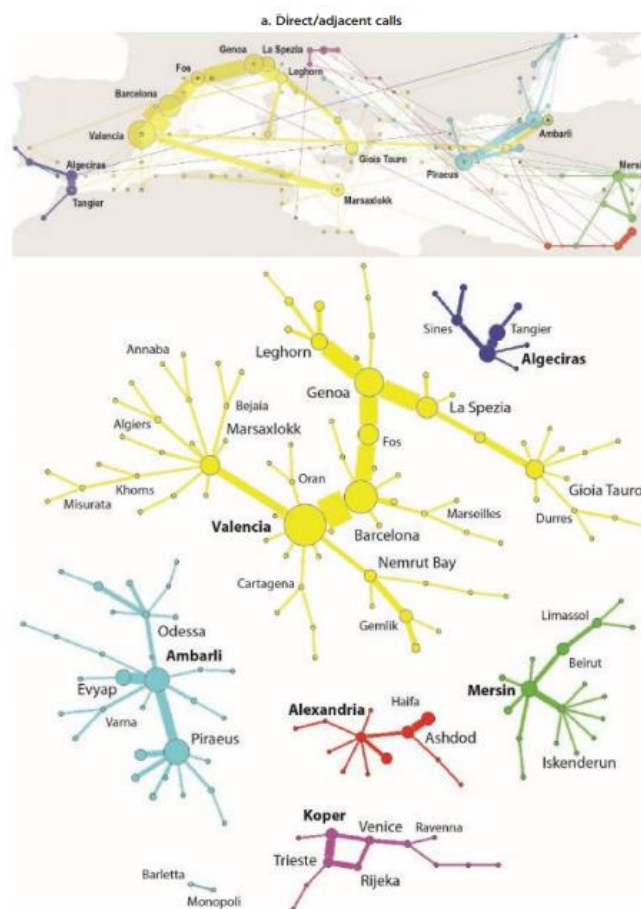 a. Direct/adjacent calls
Genoa
La Spezia
Fos
Leghorn
Barcelona
Valencia
Ambarli
Gioia Tauro
Piraeus
Algeciras
Mersin
Tangier
Marsaxlokk
Leghorn
Sines
Tangier
Annaba
Algeciras
Genoa
Bejaia
La Spezia
Algiers
Marsaxlokk
Fos
Oran
Khoms
Gioia Tauro
Misurata
Marseilles
Durres
Valencia
Barcelona
Nemrut Bay
Cartagena
Gemlik
Limassol
Odessa
Beirut
Ambarli
Mersin
Evyap
Haifa
Alexandria
Varna
Ashdod
Piraeus
Iskenderun
Koper
Venice
Ravenna
Trieste
Rijeka
Barletta
Monopoli